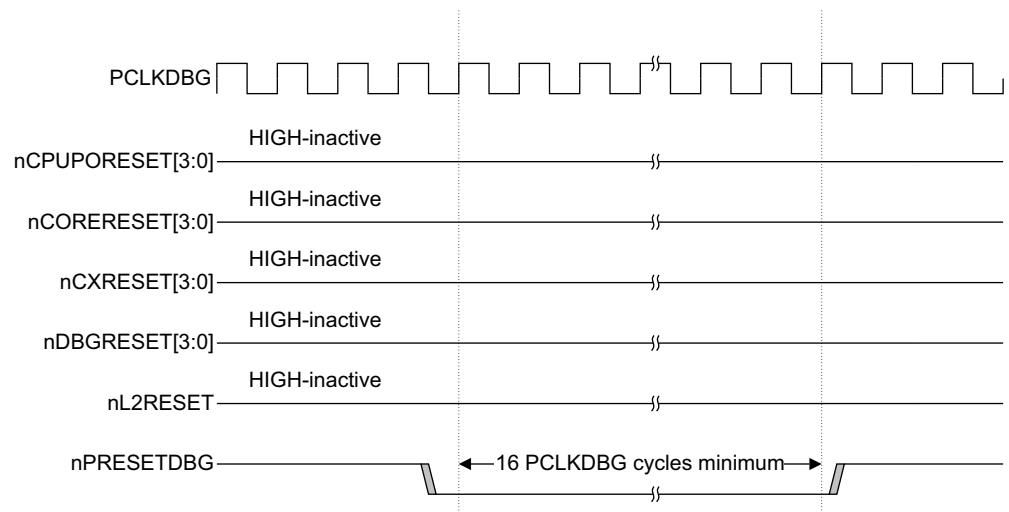 PCLKDBG
HIGH-inactive
nCPUPORESET[3:0]
HIGH-inactive
nCORERESET[3:0]
HIGH-inactive
nCXRESET[3:0]
HIGH-inactive
nDBGRESET[3:0]
HIGH-inactive
nL2RESET
nPRESETDBG
16 PCLKDBG cycles minimum